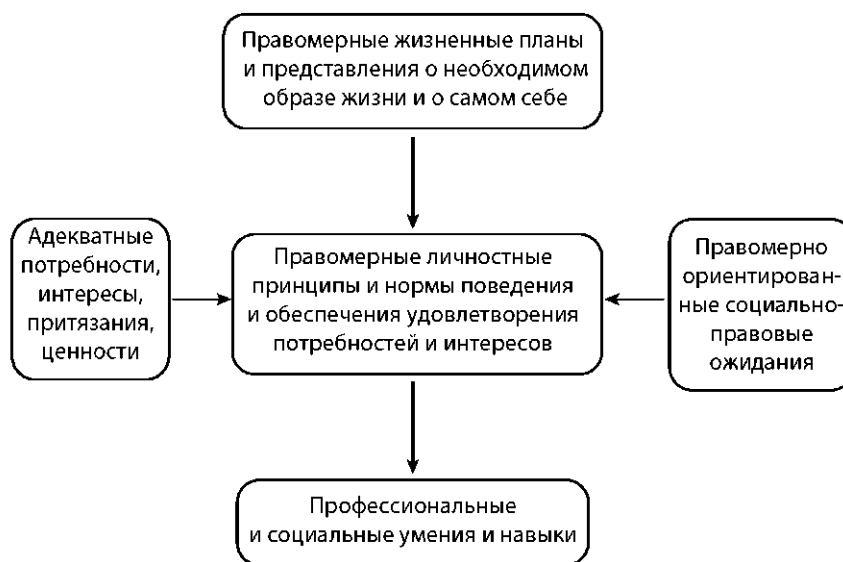 Правомерные жизненные планы
и представления о необходимом
образе жизни и о самом себе
Адекватные
потребности,
интересы,
притязания,
ценности
Правомерные личностные
принципы и нормы поведения
и обеспечения удовлетворения
потребностей и интересов
Правомерно
ориентирован-
ные социально-
правовые
ожидания
Профессиональные
и социальные умения и навыки